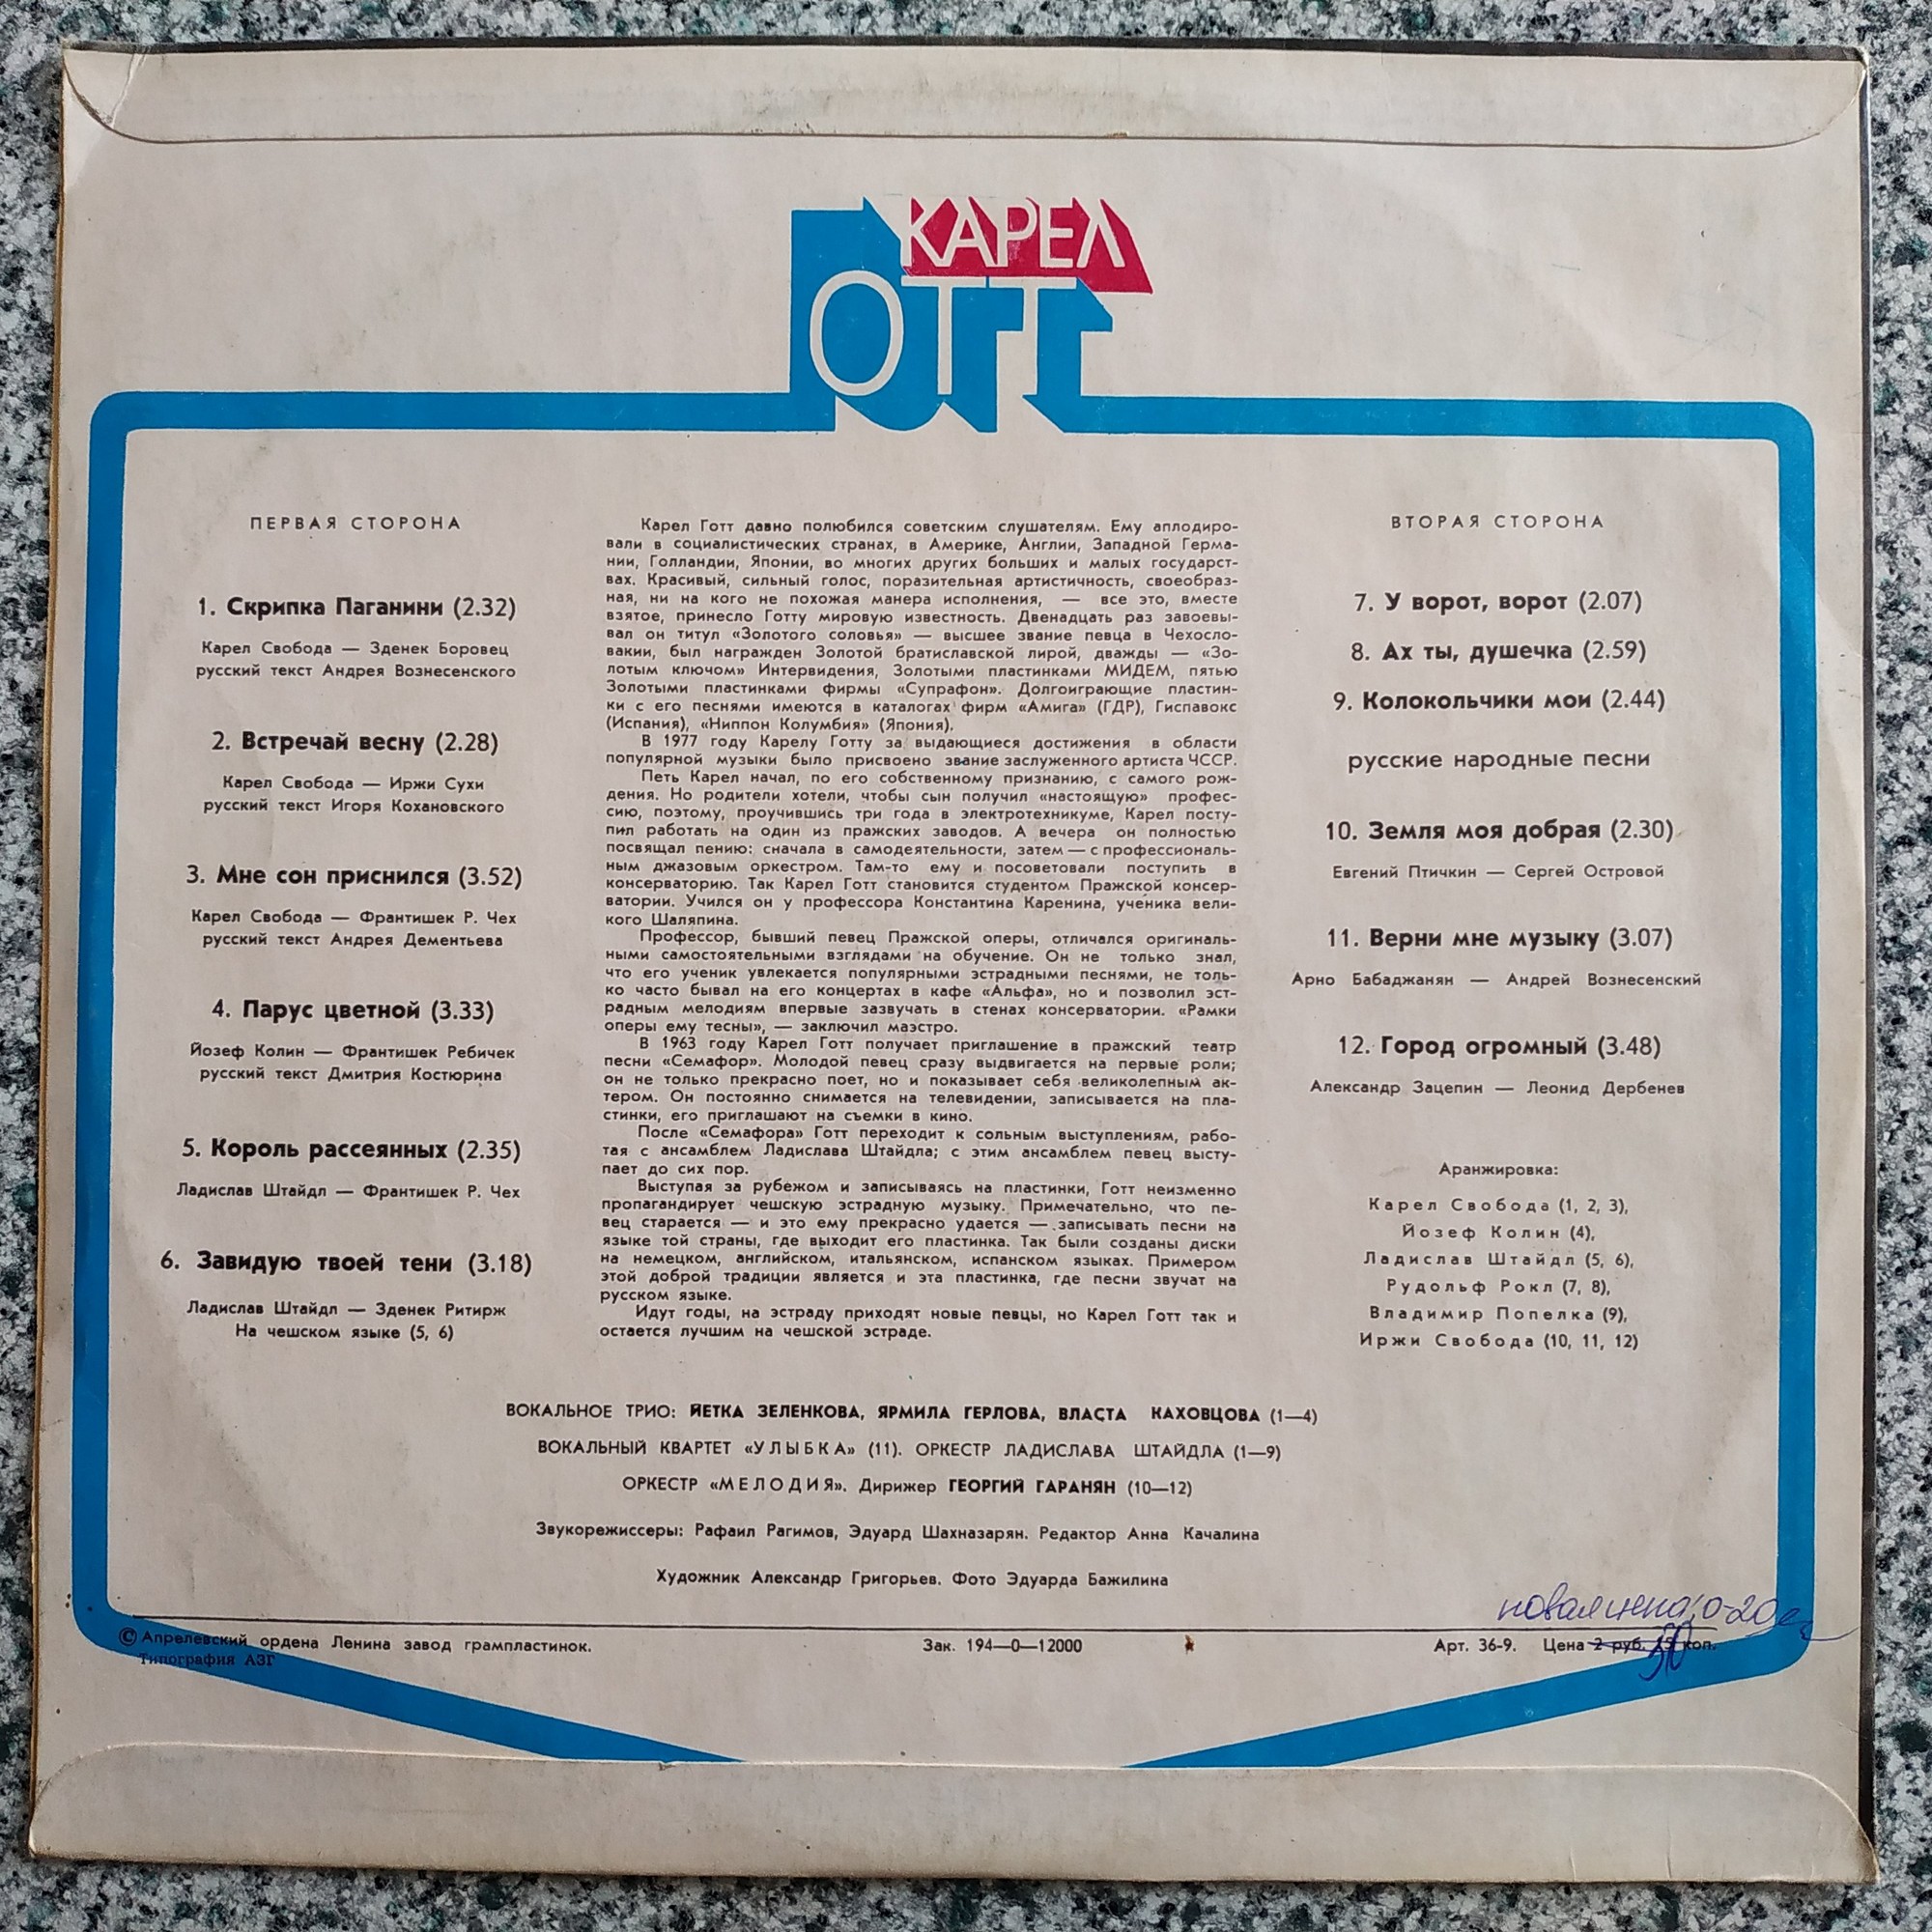 КАРЕЛ
ГОТТ
ПЕРВАЯ СТОРОНА
1. Скрипка Паганини (2.32)
Карел Свобода — Зденек Боровец
русский текст Андрея Вознесенского
2. Встречай весну (2.28)
Карел Свобода — Иржи Сухи
русский текст Игоря Кохановского
3. Мне сон приснился (3.52)
Карел Свобода — Франтишек Р. Чех
русский текст Андрея Дементьева
4. Парус цветной (3.33)
Йозеф Колин — Франтишек Ребичек
русский текст Дмитрия Костюрина
5. Король рассеянных (2.35)
Ладислав Штайдл — Франтишек Р. Чех
6. Завидую твоей тени (3.18)
Ладислав Штайдл — Зденек Ритирж
На чешском языке (5, 6)
Карел Готт давно полюбился советским слушателям. Ему аплодиро-
вали в социалистических странах, в Америке, Англии, Западной Герма-
нии, Голландии, Японии, во многих других больших и малых государст-
вах. Красивый, сильный голос, поразительная артистичность, своеобраз-
ная, ни на кого не похожая манера исполнения, — все это, вместе
взятое, принесло Готту мировую известность. Двенадцать раз завоевы-
вал он титул «Золотого соловья» — высшее звание певца в Чехосло-
вакии, был награжден Золотой братиславской лирой, дважды — «Зо-
лотым ключом» Интервидения, Золотыми пластинками МИДЕМ, пятью
Золотыми пластинками фирмы «Супрафон». Долгоиграющие пластин-
ки с его песнями имеются в каталогах фирм «Амига» (ГДР), Гиспавокс
(Испания), «Ниппон Колумбия» (Япония).
В 1977 году Карелу Готту за выдающиеся достижения в области
популярной музыки было присвоено звание заслуженного артиста ЧССР.
Петь Карел начал, по его собственному признанию, с самого рож-
дения. Но родители хотели, чтобы сын получил «настоящую» профес-
сию, поэтому, проучившись три года в электротехникуме, Карел посту-
пил работать на один из пражских заводов. А вечера он полностью
посвящал пению: сначала в самодеятельности, затем — с профессиональ-
ным джазовым оркестром. Там-то ему и посоветовали поступить в
консерваторию. Так Карел Готт становится студентом Пражской консер-
ватории. Учился он у профессора Константина Каренина, ученика вели-
кого Шаляпина.
Профессор, бывший певец Пражской оперы, отличался оригиналь-
ными самостоятельными взглядами на обучение. Он не только знал,
что его ученик увлекается популярными эстрадными песнями, не толь-
ко часто бывал на его концертах в кафе «Альфа», но и позволил эст-
радным мелодиям впервые зазвучать в стенах консерватории. «Рамки
оперы ему тесны», — заключил маэстро.
В 1963 году Карел Готт получает приглашение в пражский театр
песни «Семафор». Молодой певец сразу выдвигается на первые роли;
он не только прекрасно поет, но и показывает себя великолепным ак-
тером. Он постоянно снимается на телевидении, записывается на пла-
стинки, его приглашают на съемки в кино.
После «Семафора» Готт переходит к сольным выступлениям, рабо-
тая с ансамблем Ладислава Штайдла; с этим ансамблем певец высту-
пает до сих пор.
Выступая за рубежом и записываясь на пластинки, Готт неизменно
пропагандирует чешскую эстрадную музыку. Примечательно, что пе-
вец старается — и это ему прекрасно удается — записывать песни на
языке той страны, где выходит его пластинка. Так были созданы диски
на немецком, английском, итальянском, испанском языках. Примером
этой доброй традиции является и эта пластинка, где песни звучат на
русском языке.
Идут годы, на эстраду приходят новые певцы, но Карел Готт так и
остается лучшим на чешской эстраде.
ВТОРАЯ СТОРОНА
7. У ворот, ворот (2.07)
8. Ах ты, душечка (2.59)
9. Колокольчики мои (2.44)
русские народные песни
10. Земля моя добрая (2.30)
Евгений Птичкин — Сергей Островой
11. Верни мне музыку (3.07)
Арно Бабаджанян — Андрей Вознесенский
12. Город огромный (3.48)
Александр Зацепин — Леонид Дербенев
Аранжировка:
Карел Свобода (1, 2, 3),
Йозеф Колин (4),
Ладислав Штайдл (5, 6),
Рудольф Рокл (7, 8),
Владимир Попелка (9),
Иржи Свобода (10, 11, 12)
ВОКАЛЬНОЕ ТРИО: ЙЕТКА ЗЕЛЕНКОВА, ЯРМИЛА ГЕРЛОВА, ВЛАСТА КАХОВЦОВА (1—4)
ВОКАЛЬНЫЙ КВАРТЕТ «УЛЫБКА» (11). ОРКЕСТР ЛАДИСЛАВА ШТАЙДЛА (1—9)
ОРКЕСТР «МЕЛОДИЯ». Дирижер ГЕОРГИЙ ГАРАНЯН (10—12)
Звукорежиссеры: Рафаил Рагимов, Эдуард Шахназарян. Редактор Анна Качалина
Художник Александр Григорьев. Фото Эдуарда Бажилина
новая цена
© Апрелевский ордена Ленина завод грампластинок.
Зак. 194—0—12000
Арт. 36-9. Цена 2 руб. 15 коп.
50
Типография АЗГ